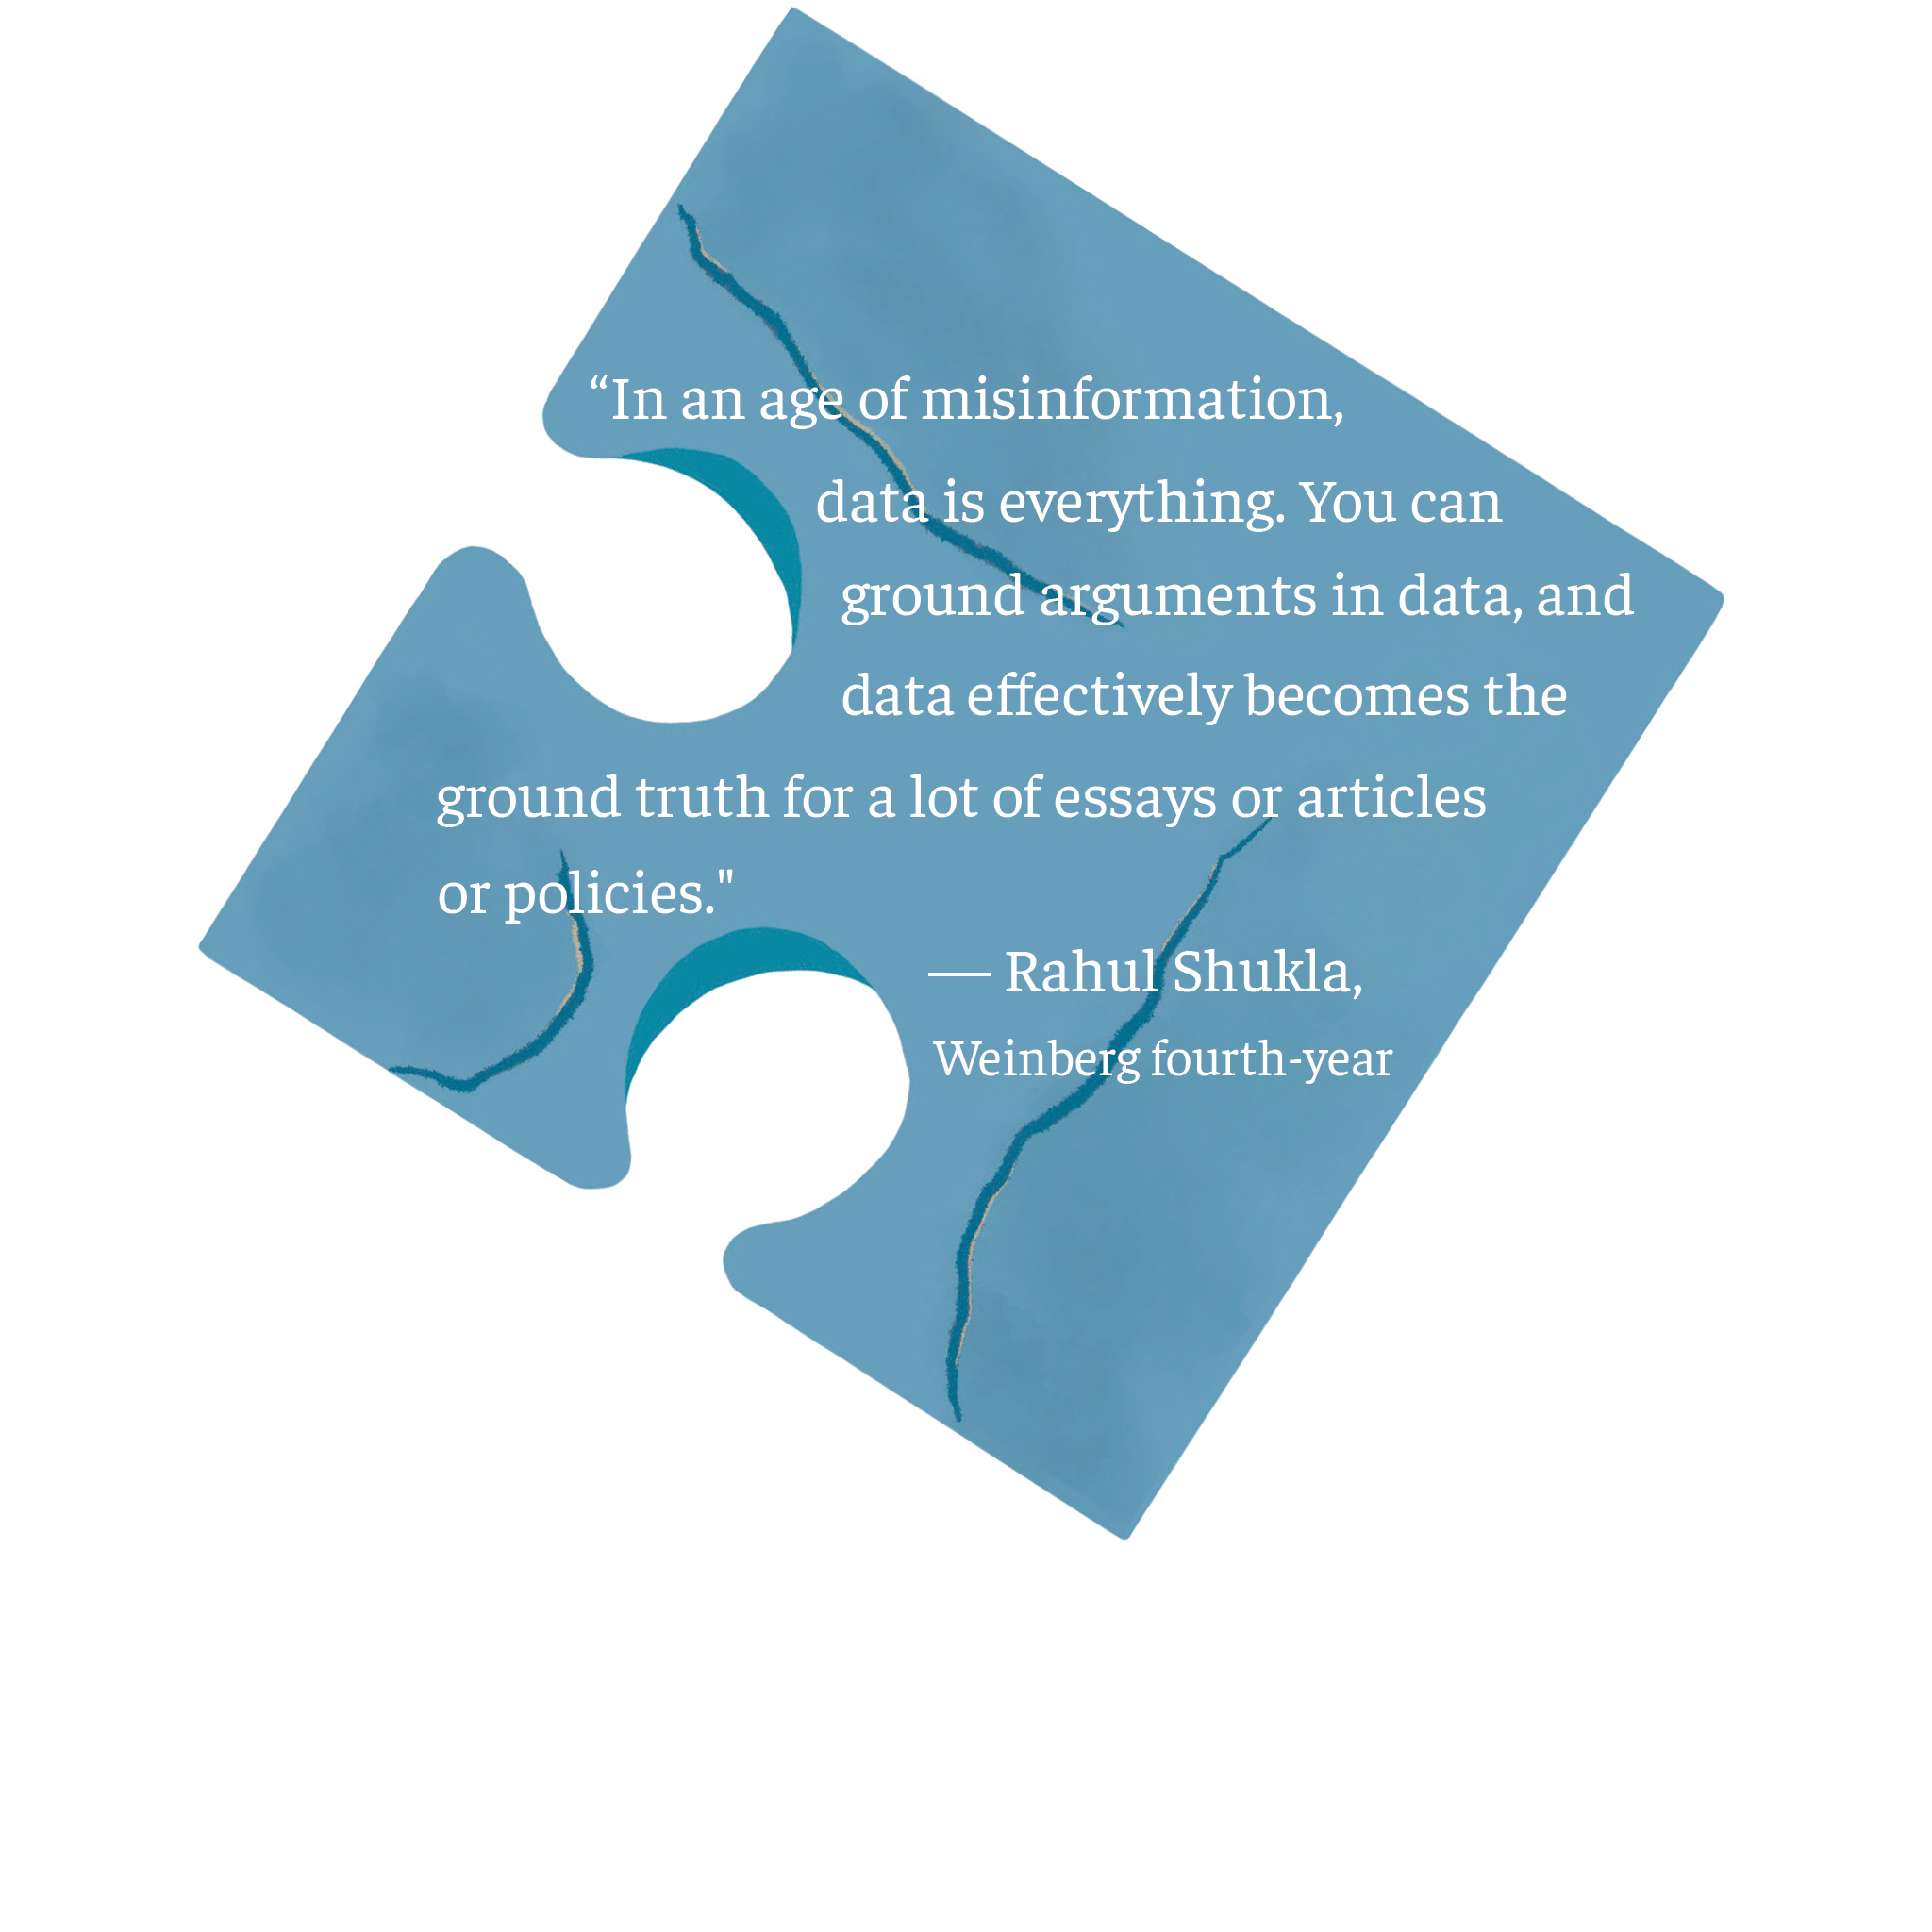 “In an age of misinformation,
data is everything. You can
ground arguments in data, and
data effectively becomes the
ground truth for a lot of essays or articles
or policies."
— Rahul Shukla,
Weinberg fourth-year